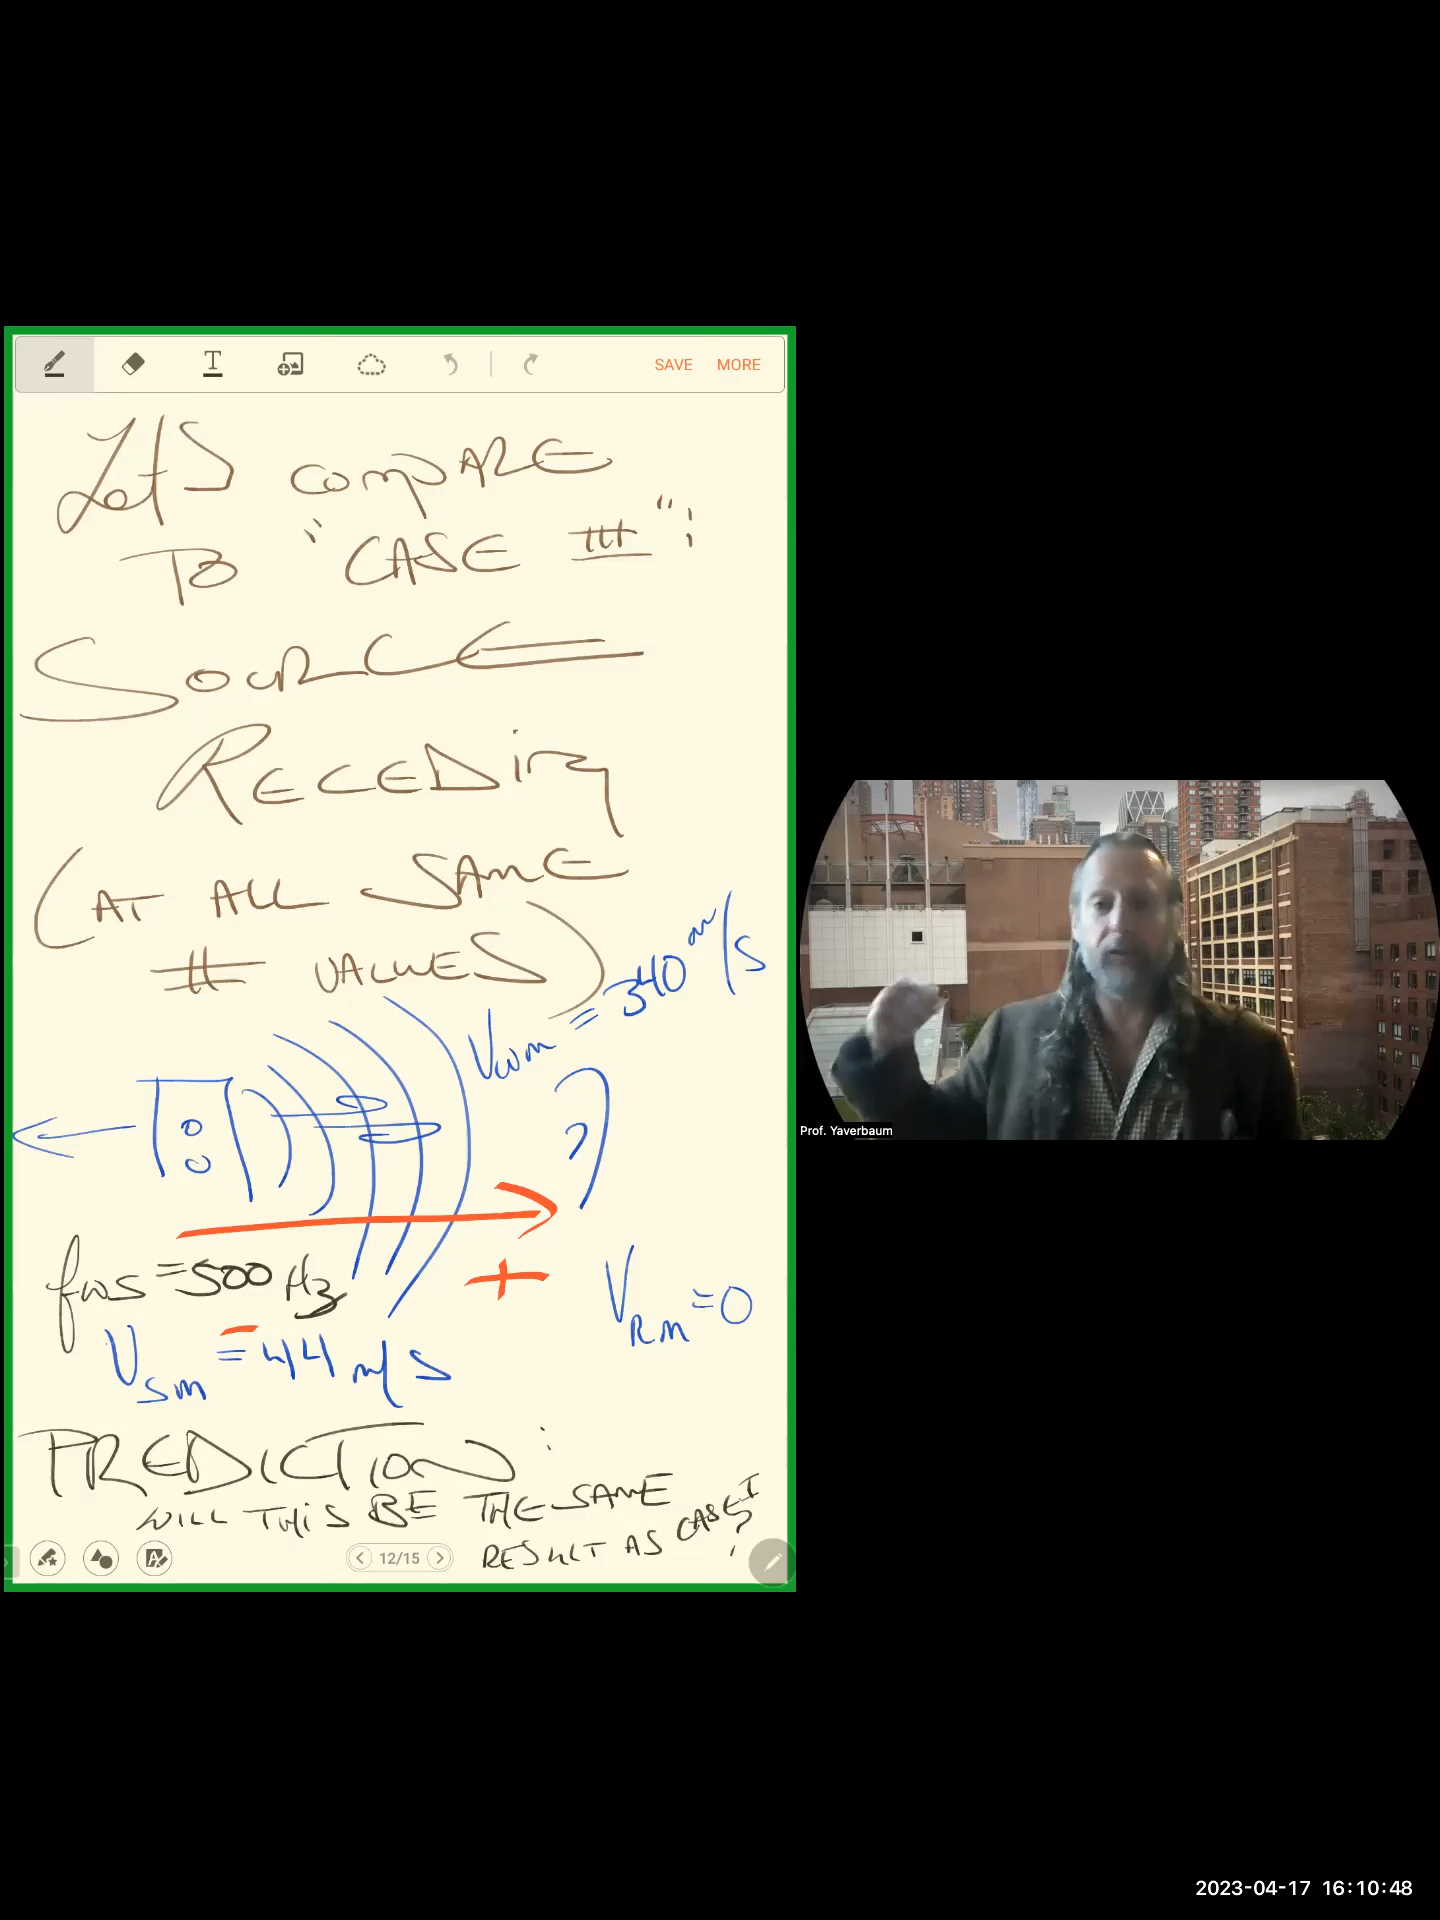 SAVE MORE
Let's compARE
TO "CASE III":
SOURCE
RECEDing
(AT ALL SAME
# VALUES)
Vwm = 340 m/s
fws = 500 Hz
VRM = 0
Vsm = -44 m/s
PREDICTION:
WILL THIS BE THE SAME
RESULT AS CASE I?
12/15
Prof. Yaverbaum
2023-04-17 16:10:48